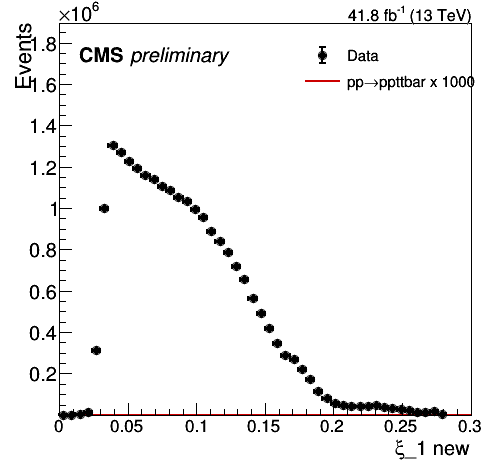 ×10⁶
41.8 fb⁻¹ (13 TeV)
Events
CMS preliminary
Data
pp→ppttbar x 1000
1.8
1.6
1.4
1.2
1
0.8
0.6
0.4
0.2
0 0.05 0.1 0.15 0.2 0.25 0.3
ξ_1 new